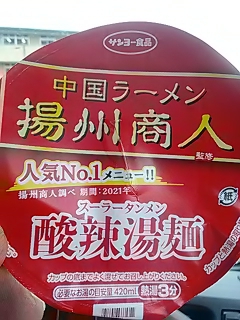 サンヨー食品
中国ラーメン
揚州商人
監修
人気No.1メニュー!!
揚州商人調べ 期間:2021年
紙
スーラータンメン
酸辣湯麺
カップの底までよく混ぜてお召し上がりください。
必要なお湯の目安量 420ml 熱湯3分